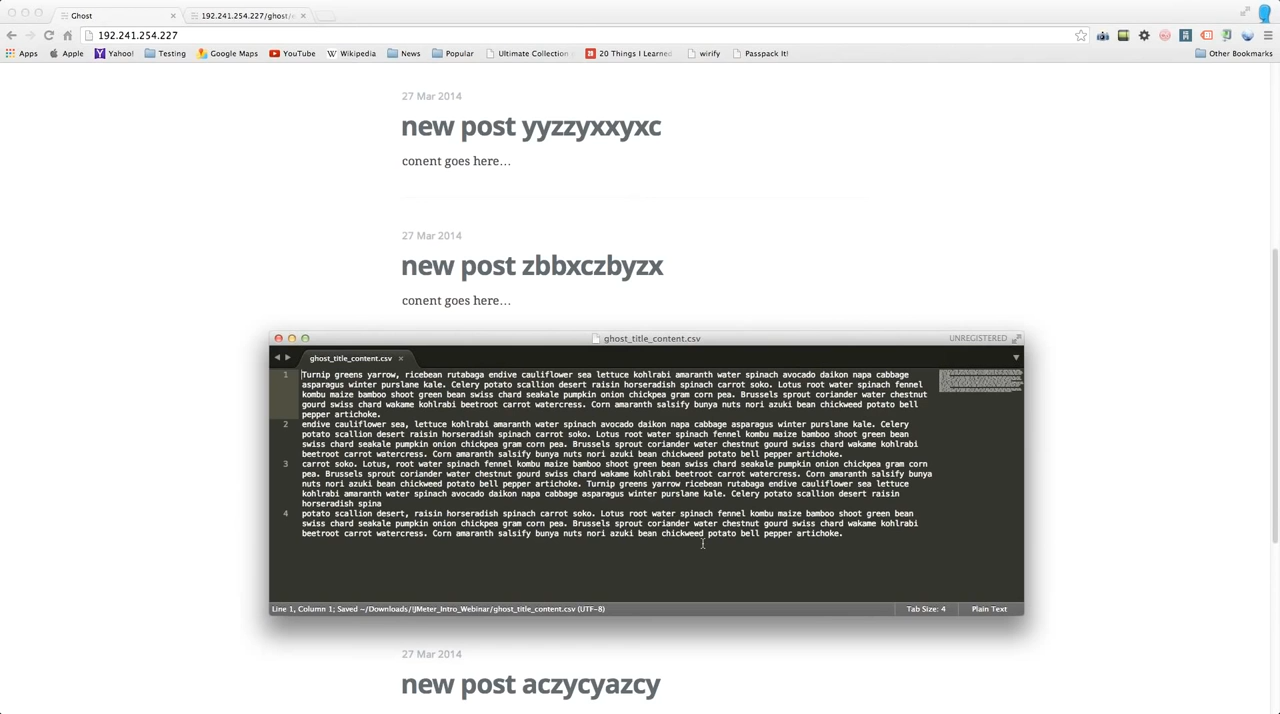 Ghost
192.241.254.227/ghost/
192.241.254.227
Apps Apple Yahoo! Testing Google Maps YouTube Wikipedia News Popular Ultimate Collection 20 Things I Learned wirify Passpack It! Other Bookmarks
27 Mar 2014
new post yyzzyxxyxc
conent goes here…
27 Mar 2014
new post zbbxczbyzx
conent goes here…
ghost_title_content.csv
UNREGISTERED
ghost_title_content.csv
1 Turnip greens yarrow, ricebean rutabaga endive cauliflower sea lettuce kohlrabi amaranth water spinach avocado daikon napa cabbage
asparagus winter purslane kale. Celery potato scallion desert raisin horseradish spinach carrot soko. Lotus root water spinach fennel
kombu maize bamboo shoot green bean swiss chard seakale pumpkin onion chickpea gram corn pea. Brussels sprout coriander water chestnut
gourd swiss chard wakame kohlrabi beetroot carrot watercress. Corn amaranth salsify bunya nuts nori azuki bean chickweed potato bell
pepper artichoke.
2 endive cauliflower sea, lettuce kohlrabi amaranth water spinach avocado daikon napa cabbage asparagus winter purslane kale. Celery
potato scallion desert raisin horseradish spinach carrot soko. Lotus root water spinach fennel kombu maize bamboo shoot green bean
swiss chard seakale pumpkin onion chickpea gram corn pea. Brussels sprout coriander water chestnut gourd swiss chard wakame kohlrabi
beetroot carrot watercress. Corn amaranth salsify bunya nuts nori azuki bean chickweed potato bell pepper artichoke.
3 carrot soko. Lotus, root water spinach fennel kombu maize bamboo shoot green bean swiss chard seakale pumpkin onion chickpea gram corn
pea. Brussels sprout coriander water chestnut gourd swiss chard wakame kohlrabi beetroot carrot watercress. Corn amaranth salsify bunya
nuts nori azuki bean chickweed potato bell pepper artichoke. Turnip greens yarrow ricebean rutabaga endive cauliflower sea lettuce
kohlrabi amaranth water spinach avocado daikon napa cabbage asparagus winter purslane kale. Celery potato scallion desert raisin
horseradish spina
4 potato scallion desert, raisin horseradish spinach carrot soko. Lotus root water spinach fennel kombu maize bamboo shoot green bean
swiss chard seakale pumpkin onion chickpea gram corn pea. Brussels sprout coriander water chestnut gourd swiss chard wakame kohlrabi
beetroot carrot watercress. Corn amaranth salsify bunya nuts nori azuki bean chickweed potato bell pepper artichoke.
Line 1, Column 1; Saved ~/Downloads/!JMeter_Intro_Webinar/ghost_title_content.csv (UTF-8)
Tab Size: 4
Plain Text
27 Mar 2014
new post aczycyazcy